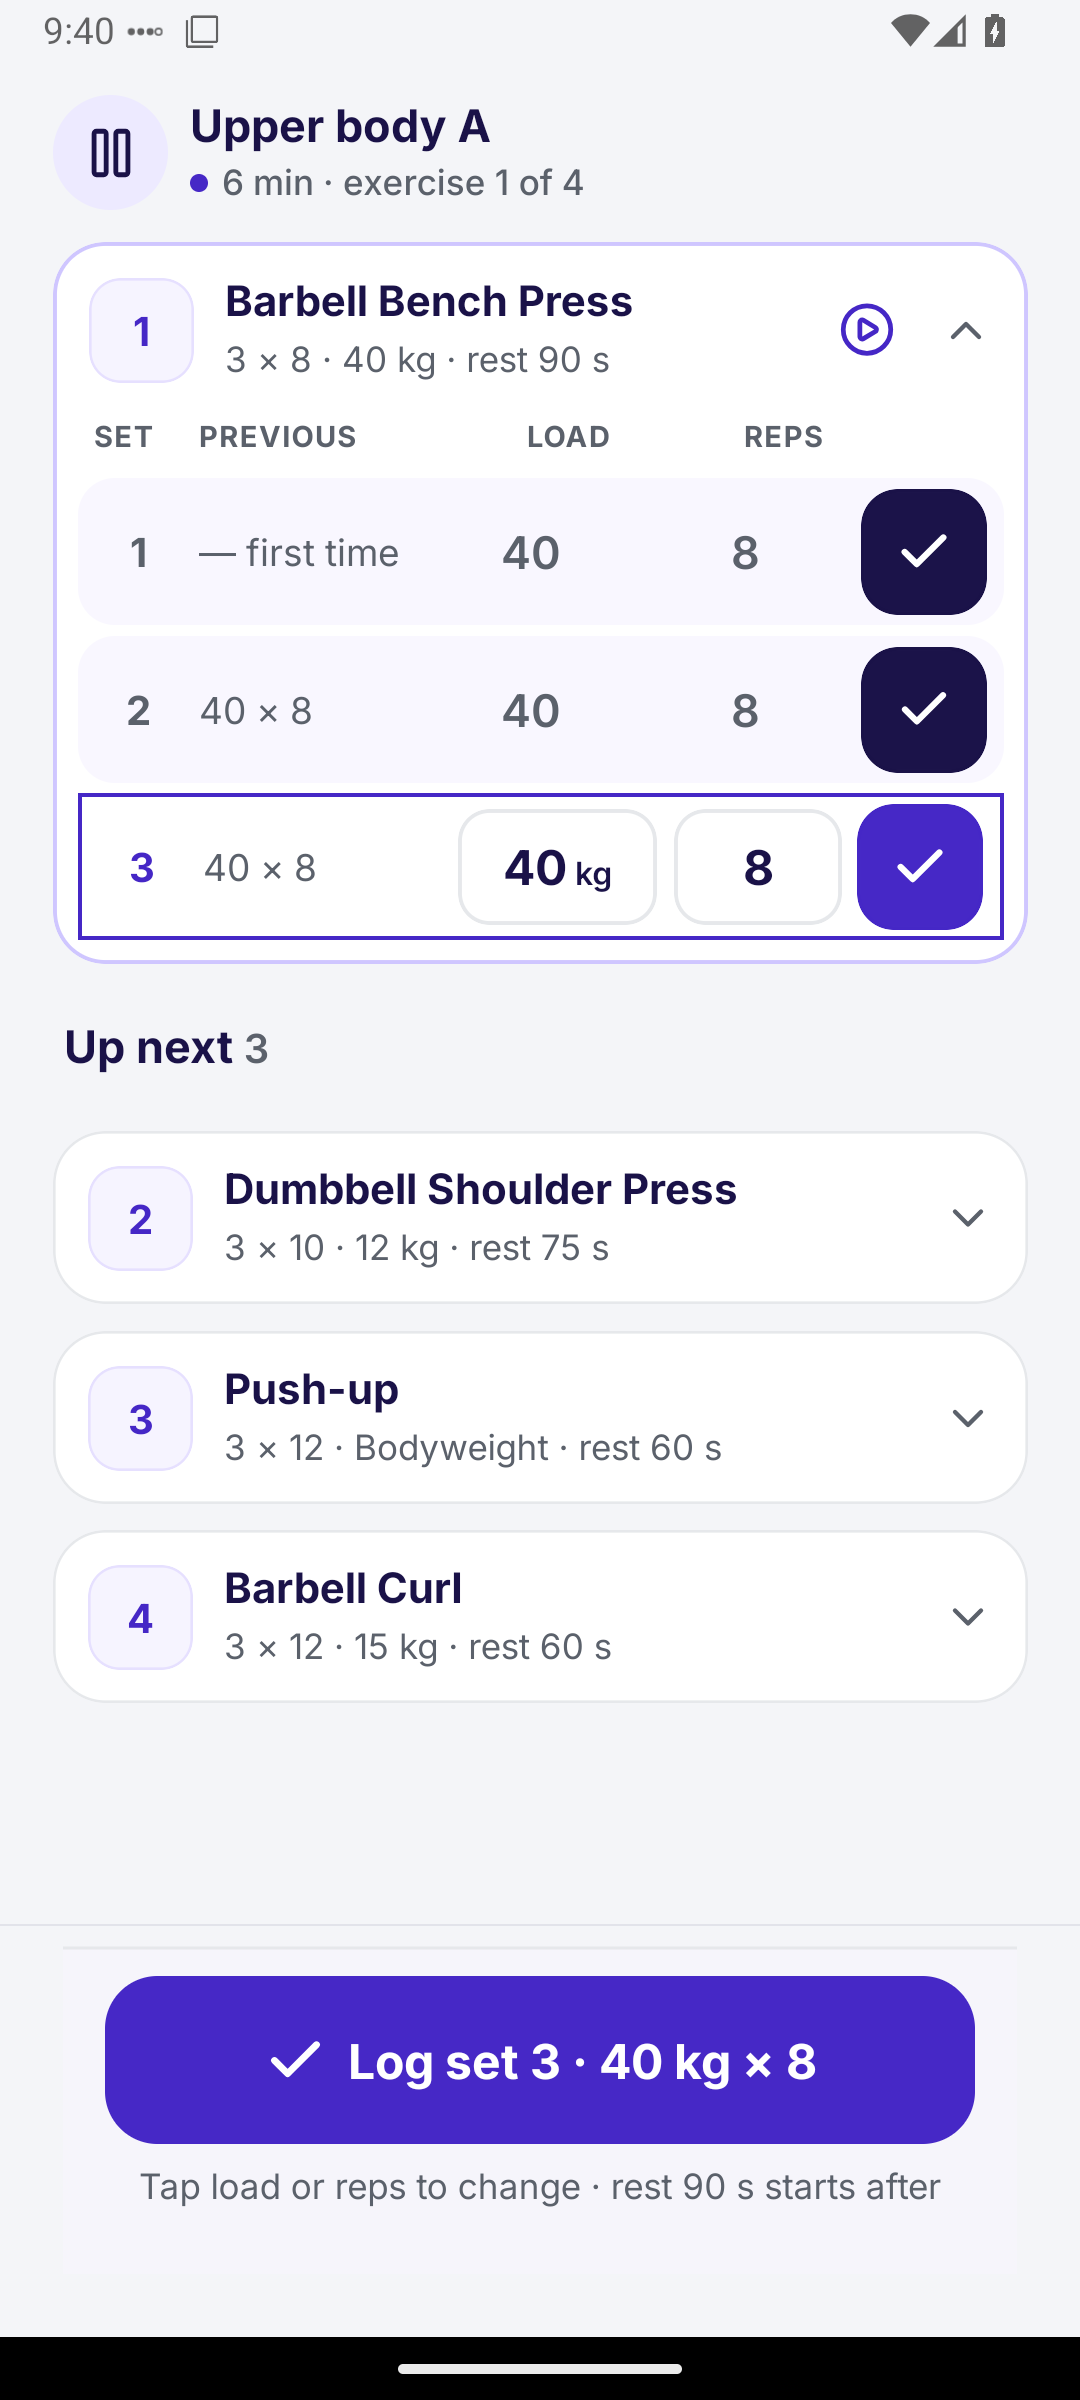 9:40
Upper body A
6 min · exercise 1 of 4
1
Barbell Bench Press
3 × 8 · 40 kg · rest 90 s
SET PREVIOUS LOAD REPS
1 — first time 40 8
2 40 × 8 40 8
3 40 × 8 40 kg 8
Up next 3
2
Dumbbell Shoulder Press
3 × 10 · 12 kg · rest 75 s
3
Push-up
3 × 12 · Bodyweight · rest 60 s
4
Barbell Curl
3 × 12 · 15 kg · rest 60 s
Log set 3 · 40 kg × 8
Tap load or reps to change · rest 90 s starts after